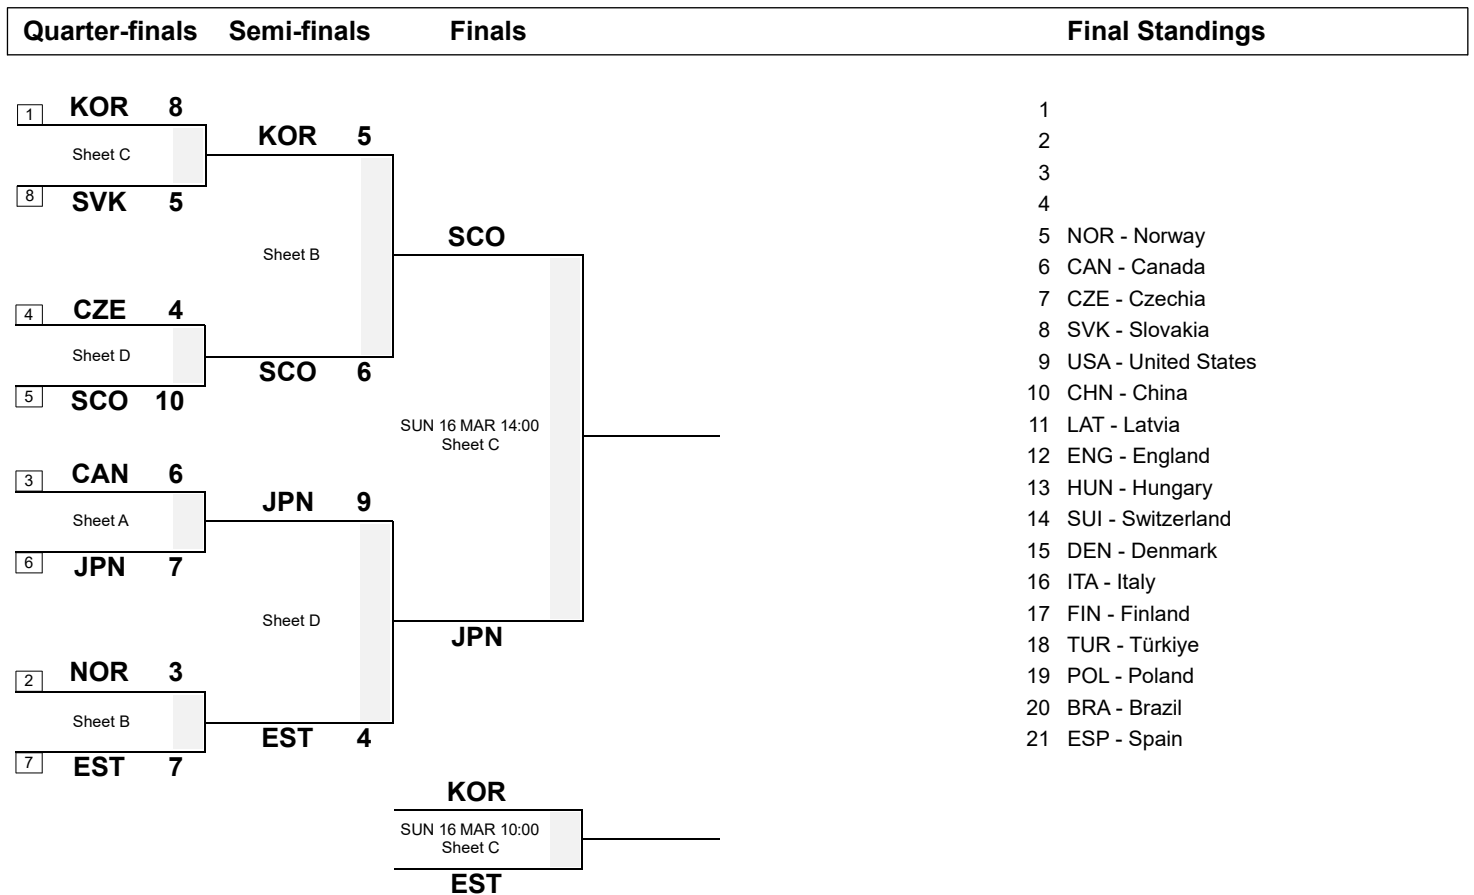 Quarter-finals Semi-finals Finals Final Standings
1 KOR 8
Sheet C
8 SVK 5
KOR 5
Sheet B
SCO 6
4 CZE 4
Sheet D
5 SCO 10
SCO
SUN 16 MAR 14:00
Sheet C
JPN
3 CAN 6
Sheet A
6 JPN 7
JPN 9
Sheet D
EST 4
2 NOR 3
Sheet B
7 EST 7
KOR
SUN 16 MAR 10:00
Sheet C
EST
1
2
3
4
5 NOR - Norway
6 CAN - Canada
7 CZE - Czechia
8 SVK - Slovakia
9 USA - United States
10 CHN - China
11 LAT - Latvia
12 ENG - England
13 HUN - Hungary
14 SUI - Switzerland
15 DEN - Denmark
16 ITA - Italy
17 FIN - Finland
18 TUR - Türkiye
19 POL - Poland
20 BRA - Brazil
21 ESP - Spain